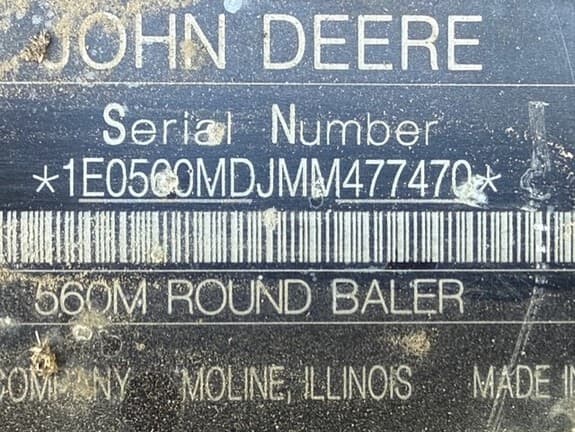 JOHN DEERE
Serial Number
*1E0560MDJMM477470*
560M ROUND BALER
COMPANY MOLINE, ILLINOIS MADE IN